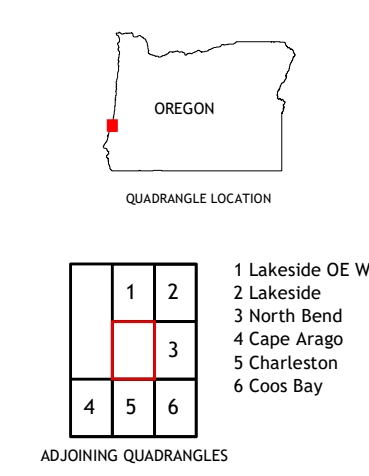 OREGON
QUADRANGLE LOCATION
1 2
3
4 5 6
1 Lakeside OE W
2 Lakeside
3 North Bend
4 Cape Arago
5 Charleston
6 Coos Bay
ADJOINING QUADRANGLES